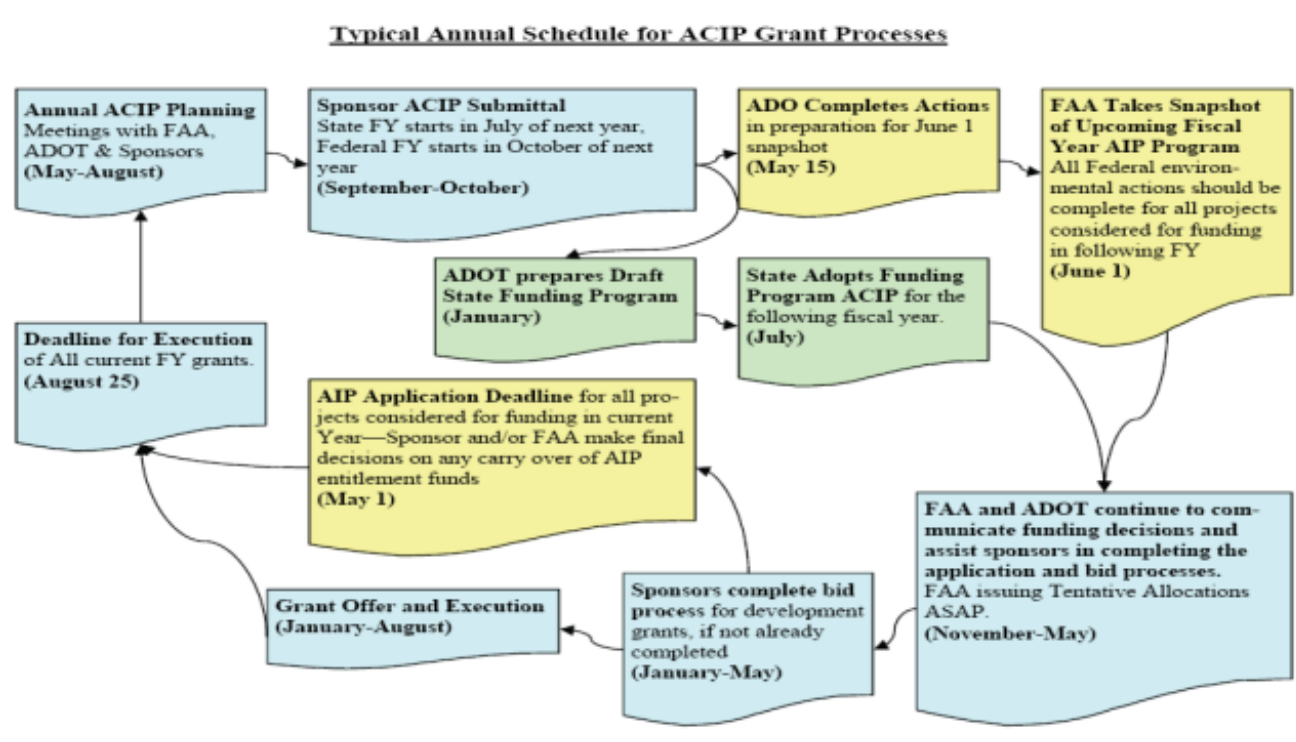 Typical Annual Schedule for ACIP Grant Processes
Annual ACIP Planning
Meetings with FAA,
ADOT & Sponsors
(May-August)
Sponsor ACIP Submittal
State FY starts in July of next year,
Federal FY starts in October of next
year
(September-October)
ADO Completes Actions
in preparation for June 1
snapshot
(May 15)
FAA Takes Snapshot
of Upcoming Fiscal
Year AIP Program
All Federal environ-
mental actions should be
complete for all projects
considered for funding
in following FY
(June 1)
ADOT prepares Draft
State Funding Program
(January)
State Adopts Funding
Program ACIP for the
following fiscal year.
(July)
Deadline for Execution
of All current FY grants.
(August 25)
AIP Application Deadline for all pro-
jects considered for funding in current
Year—Sponsor and/or FAA make final
decisions on any carry over of AIP
entitlement funds
(May 1)
FAA and ADOT continue to com-
municate funding decisions and
assist sponsors in completing the
application and bid processes.
FAA issuing Tentative Allocations
ASAP.
(November-May)
Sponsors complete bid
process for development
grants, if not already
completed
(January-May)
Grant Offer and Execution
(January-August)